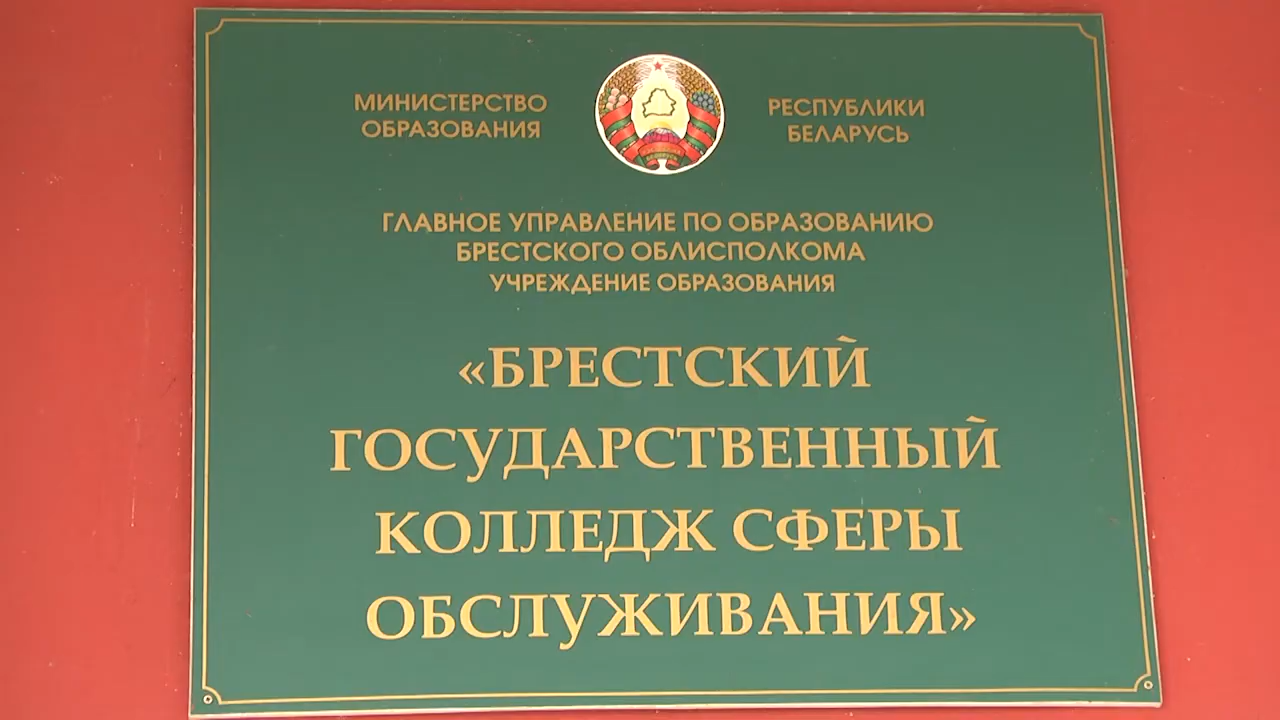 МИНИСТЕРСТВО
ОБРАЗОВАНИЯ
РЕСПУБЛИКИ
БЕЛАРУСЬ
ГЛАВНОЕ УПРАВЛЕНИЕ ПО ОБРАЗОВАНИЮ
БРЕСТСКОГО ОБЛИСПОЛКОМА
УЧРЕЖДЕНИЕ ОБРАЗОВАНИЯ
«БРЕСТСКИЙ
ГОСУДАРСТВЕННЫЙ
КОЛЛЕДЖ СФЕРЫ
ОБСЛУЖИВАНИЯ»